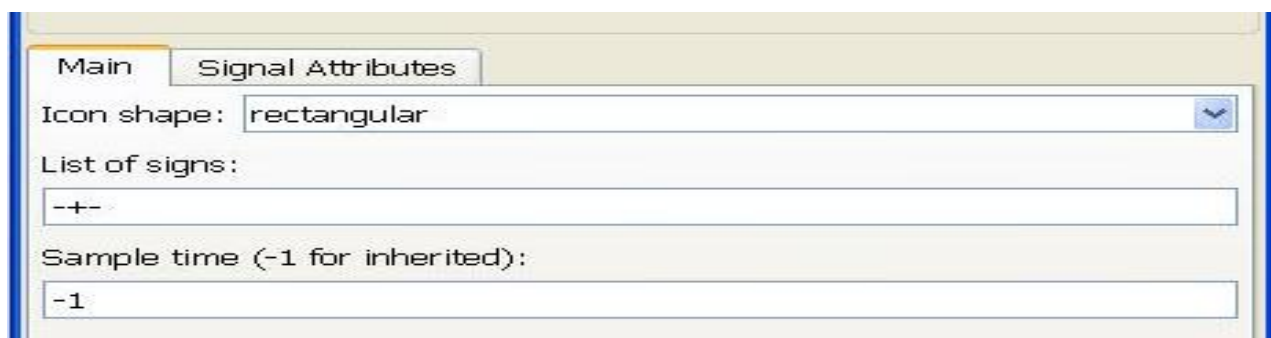 Main Signal Attributes
Icon shape: rectangular
List of signs:
-+-
Sample time (-1 for inherited):
-1